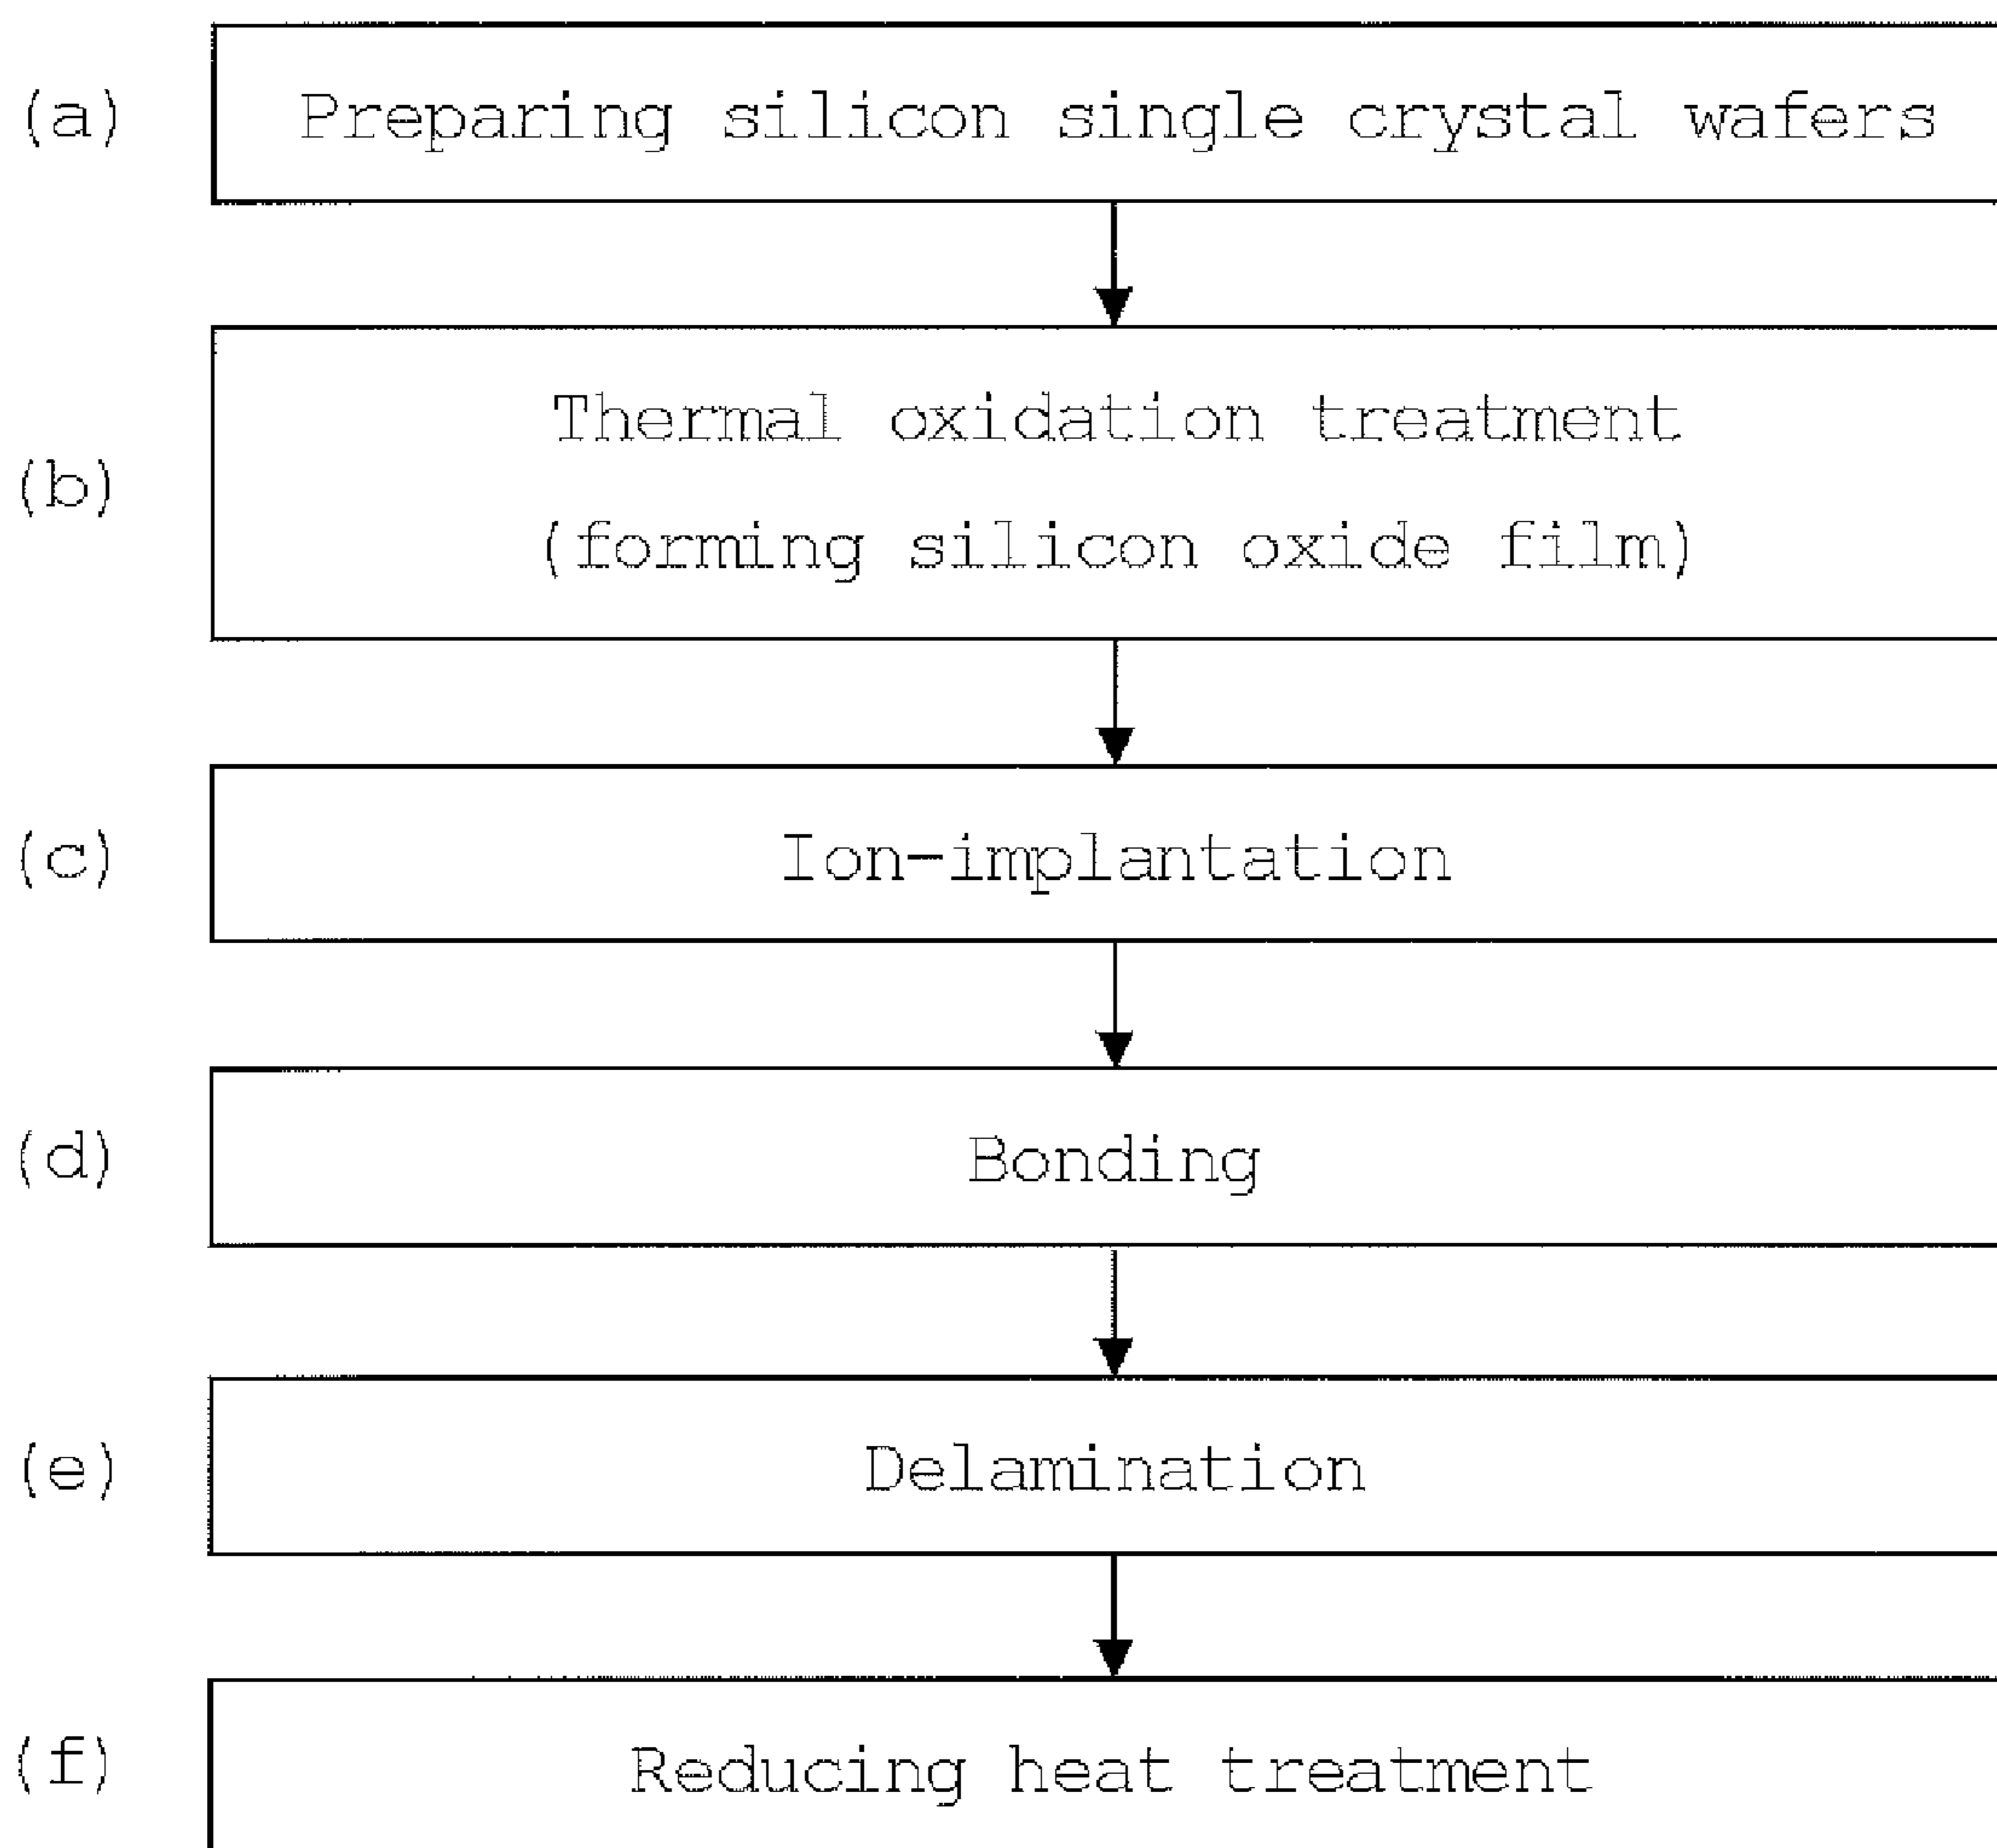 (a) Preparing silicon single crystal wafers
Thermal oxidation treatment
(b)
(forming silicon oxide film)
(c) Ion-implantation
(d) Bonding
(e) Delamination
(f) Reducing heat treatment